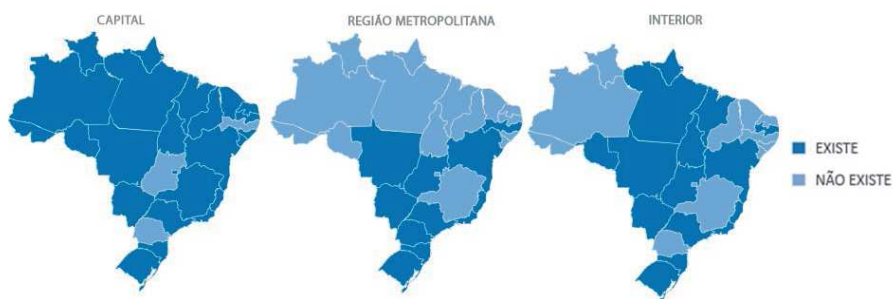 CAPITAL
REGIÃO METROPOLITANA
INTERIOR
EXISTE
NÃO EXISTE